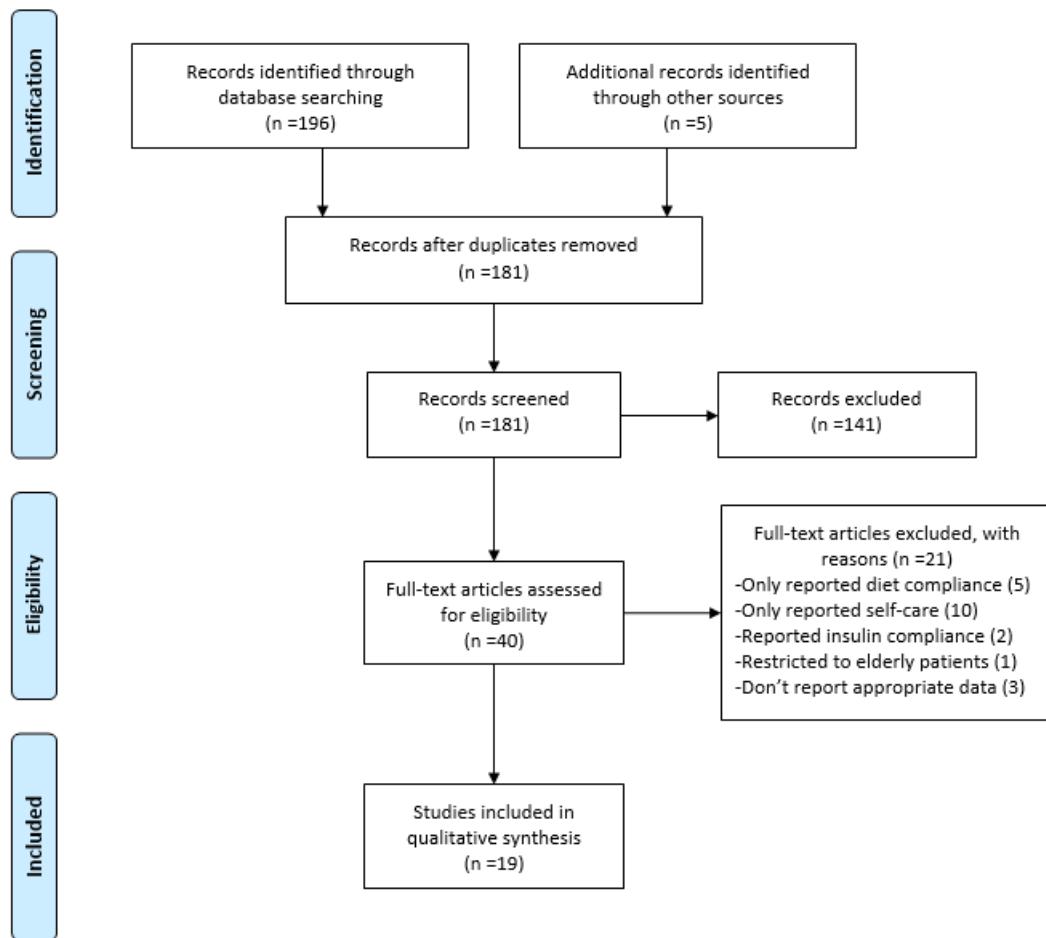 Identification
Records identified through
database searching
(n =196)
Additional records identified
through other sources
(n =5)
Records after duplicates removed
(n =181)
Screening
Records screened
(n =181)
Records excluded
(n =141)
Eligibility
Full-text articles assessed
for eligibility
(n =40)
Full-text articles excluded, with
reasons (n =21)
-Only reported diet compliance (5)
-Only reported self-care (10)
-Reported insulin compliance (2)
-Restricted to elderly patients (1)
-Don’t report appropriate data (3)
Included
Studies included in
qualitative synthesis
(n =19)